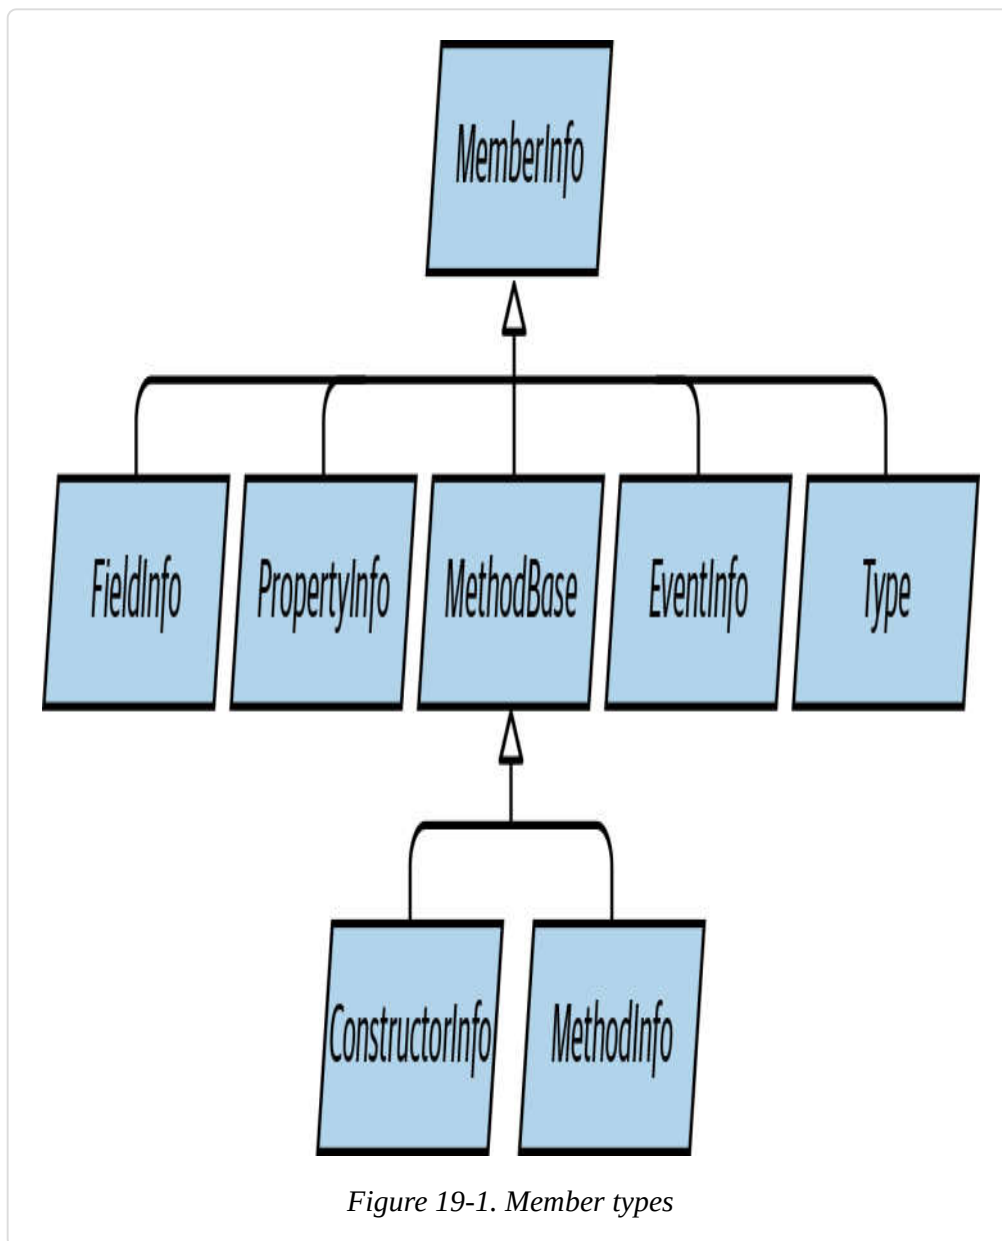 MemberInfo
FieldInfo
PropertyInfo
MethodBase
EventInfo
Type
ConstructorInfo
MethodInfo
Figure 19-1. Member types